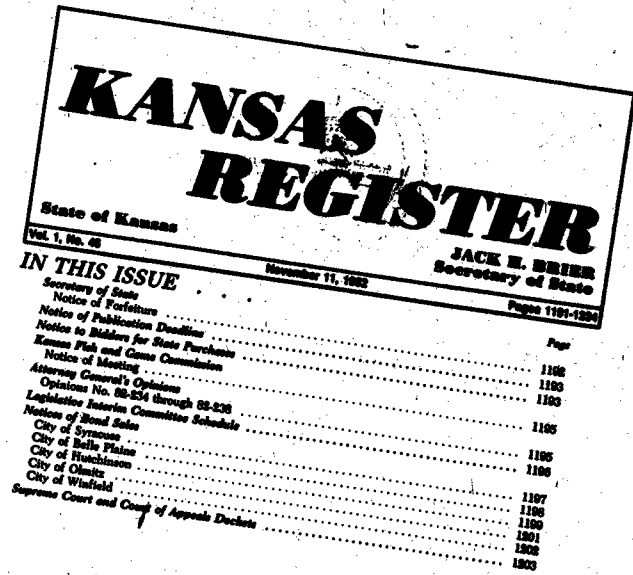 KANSAS
REGISTER
State of Kansas
JACK H. BRIER
Secretary of State
Vol. 1, No. 46 November 11, 1982 Pages 1191-1234
IN THIS ISSUE . . . Page
Secretary of State
Notice of Forfeiture 1192
Notice of Publication Deadline 1193
Notice to Bidders for State Purchases 1193
Kansas Fish and Game Commission
Notice of Meeting 1195
Attorney General's Opinions
Opinions No. 82-234 through 82-238 1195
Legislative Interim Committee Schedule 1196
Notices of Bond Sales
City of Syracuse 1197
City of Belle Plaine 1198
City of Hutchinson 1199
City of Olmitz 1201
City of Winfield 1202
Supreme Court and Court of Appeals Dockets 1203